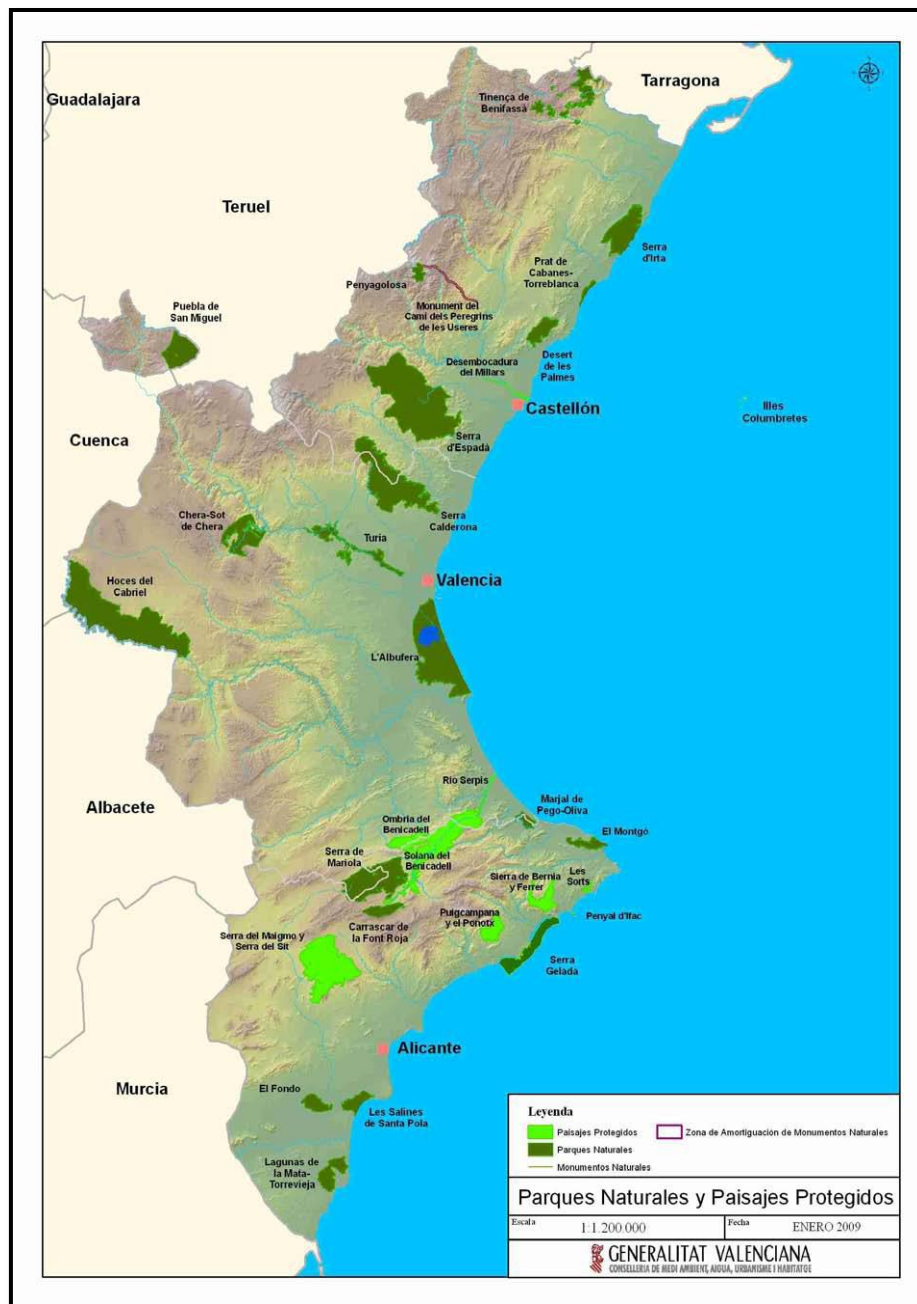 Tarragona
Guadalajara
Tinença de
Benifassà
Teruel
Serra
d'Irta
Prat de
Cabanes-
Torreblanca
Penyagolosa
Monument del
Camí dels Peregrins
de les Useres
Puebla de
San Miguel
Desembocadura
del Millars
Desert
de les
Palmes
Castellón
Illes
Columbretes
Cuenca
Serra
d'Espadà
Chera-Sot
de Chera
Serra
Calderona
Turia
Valencia
Hoces del
Cabriel
L'Albufera
Río Serpis
Marjal de
Pego-Oliva
Albacete
Ombria del
Benicadell
El Montgó
Serra de
Mariola
Solana del
Benicadell
Sierra de Bernia
y Ferrer
Les
Sorts
Penyal d'Ifac
Puigcampana
y el Ponotx
Carrascar de
la Font Roja
Serra del Maigmo y
Serra del Sit
Serra
Gelada
Alicante
Murcia
El Fondo
Les Salines
de Santa Pola
Lagunas de
la Mata-
Torrevieja
Leyenda
Paisajes Protegidos
Zona de Amortiguación de Monumentos Naturales
Parques Naturales
Monumentos Naturales
Parques Naturales y Paisajes Protegidos
Escala 1:1.200.000 Fecha ENERO 2009
GENERALITAT VALENCIANA
CONSELLERIA DE MEDI AMBIENT, AIGUA, URBANISME I HABITATGE